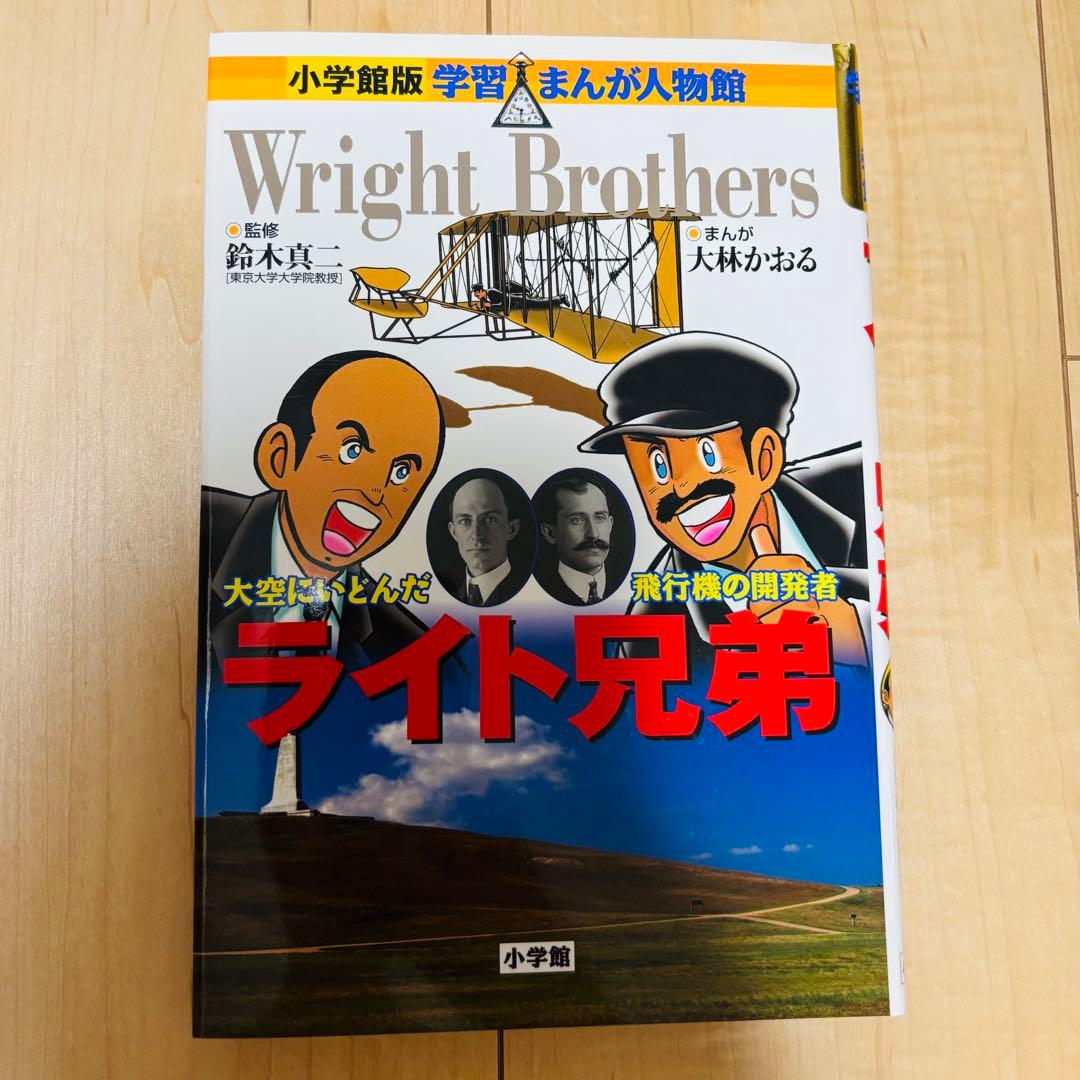 小学館版 学習まんが人物館
Wright Brothers
監修
鈴木真二
[東京大学大学院教授]
まんが
大林かおる
大空にいどんだ
飛行機の開発者
ライト兄弟
小学館